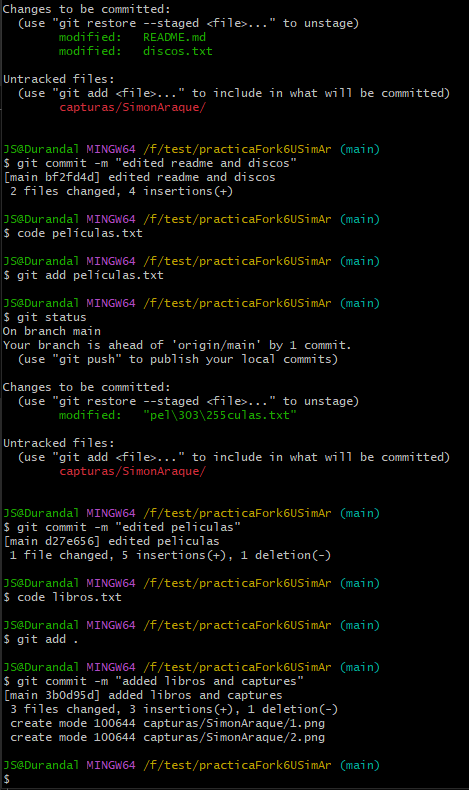 Changes to be committed:
  (use "git restore --staged <file>..." to unstage)
        modified:   README.md
        modified:   discos.txt

Untracked files:
  (use "git add <file>..." to include in what will be committed)
        capturas/SimonAraque/

JS@Durandal MINGW64 /f/test/practicaFork6USimAr (main)
$ git commit -m "edited readme and discos"
[main bf2fd4d] edited readme and discos
 2 files changed, 4 insertions(+)

JS@Durandal MINGW64 /f/test/practicaFork6USimAr (main)
$ code películas.txt

JS@Durandal MINGW64 /f/test/practicaFork6USimAr (main)
$ git add películas.txt

JS@Durandal MINGW64 /f/test/practicaFork6USimAr (main)
$ git status
On branch main
Your branch is ahead of 'origin/main' by 1 commit.
  (use "git push" to publish your local commits)

Changes to be committed:
  (use "git restore --staged <file>..." to unstage)
        modified:   "pel\303\255culas.txt"

Untracked files:
  (use "git add <file>..." to include in what will be committed)
        capturas/SimonAraque/

JS@Durandal MINGW64 /f/test/practicaFork6USimAr (main)
$ git commit -m "edited peliculas"
[main d27e656] edited peliculas
 1 file changed, 5 insertions(+), 1 deletion(-)

JS@Durandal MINGW64 /f/test/practicaFork6USimAr (main)
$ code libros.txt

JS@Durandal MINGW64 /f/test/practicaFork6USimAr (main)
$ git add .

JS@Durandal MINGW64 /f/test/practicaFork6USimAr (main)
$ git commit -m "added libros and captures"
[main 3b0d95d] added libros and captures
 3 files changed, 3 insertions(+), 1 deletion(-)
 create mode 100644 capturas/SimonAraque/1.png
 create mode 100644 capturas/SimonAraque/2.png

JS@Durandal MINGW64 /f/test/practicaFork6USimAr (main)
$